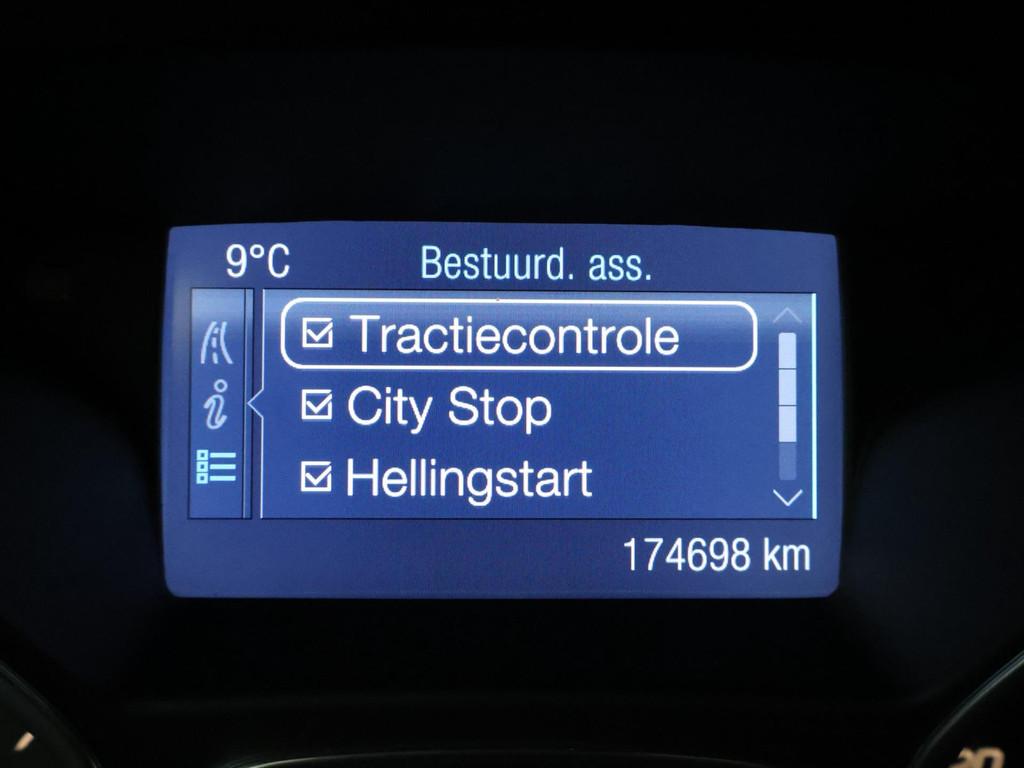 9°C Bestuurd. ass.
Tractiecontrole
City Stop
Hellingstart
174698 km